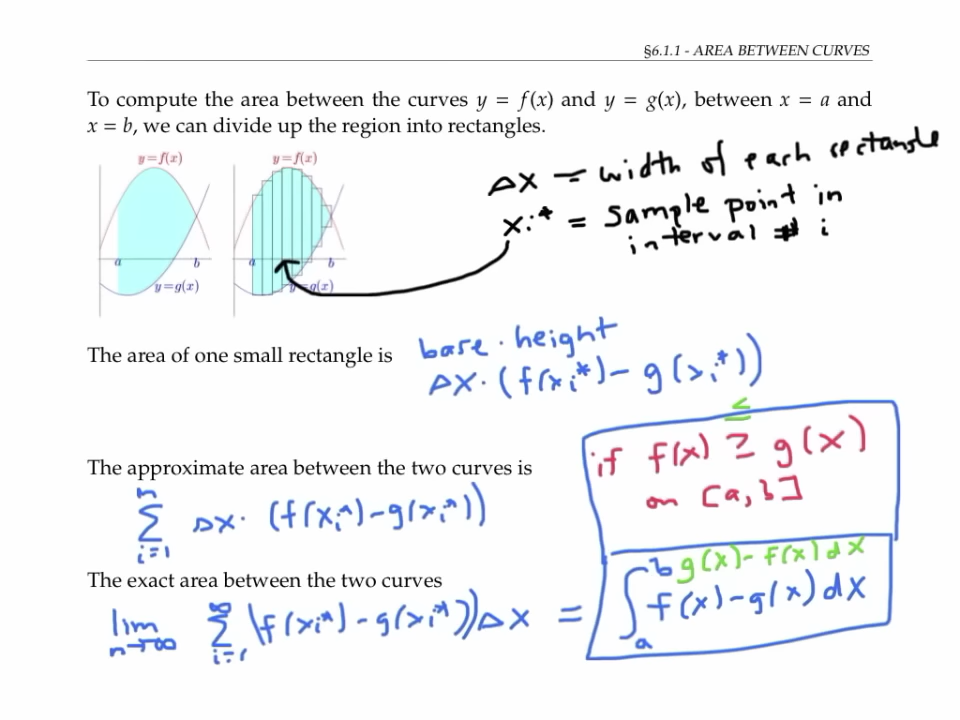 §6.1.1 - AREA BETWEEN CURVES
To compute the area between the curves y = f(x) and y = g(x), between x = a and
x = b, we can divide up the region into rectangles.
y=f(x) y=f(x)
a b a b
y=g(x) y=g(x)
Δx – width of each rectangle
xi* = sample point in
interval # i
The area of one small rectangle is base · height
Δx · (f(xi*) – g(xi*))
≤
if f(x) ≥ g(x)
on [a, b]
The approximate area between the two curves is
n
Σ Δx · (f(xi*) – g(xi*))
i=1
The exact area between the two curves
lim n→∞ ∞ Σ i=1 (f(xi*) – g(xi*)) Δx = ∫ a b f(x) – g(x) dx
g(x) – f(x) dx